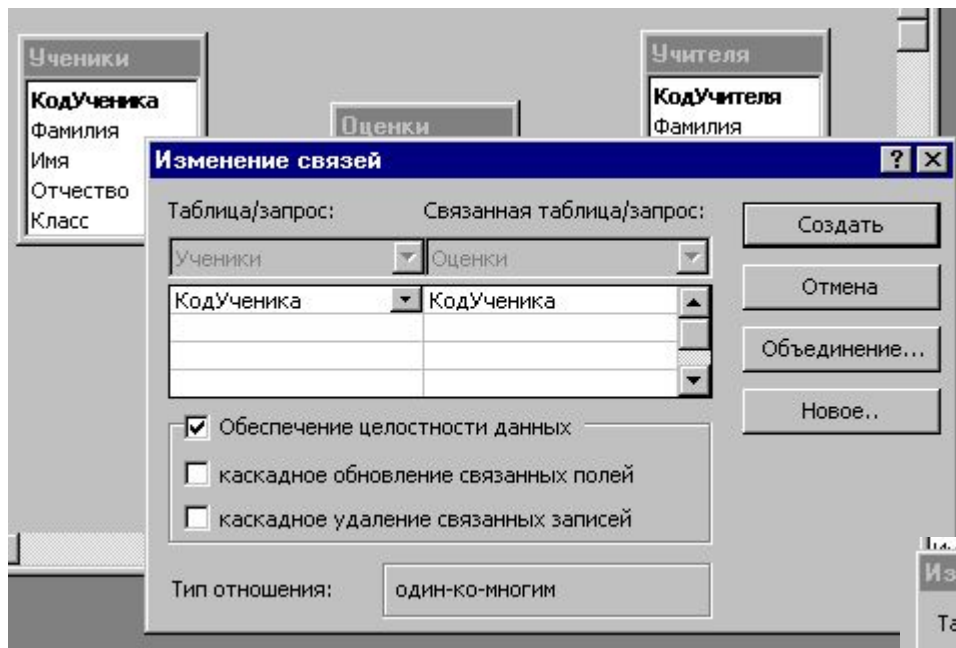 Ученики
КодУченика
Фамилия
Имя
Отчество
Класс
Оценки
Учителя
КодУчителя
Фамилия
Изменение связей
Таблица/запрос:
Связанная таблица/запрос:
Ученики
Оценки
КодУченика
КодУченика
Обеспечение целостности данных
каскадное обновление связанных полей
каскадное удаление связанных записей
Тип отношения:
один-ко-многим
Создать
Отмена
Объединение...
Новое..
Из
Та